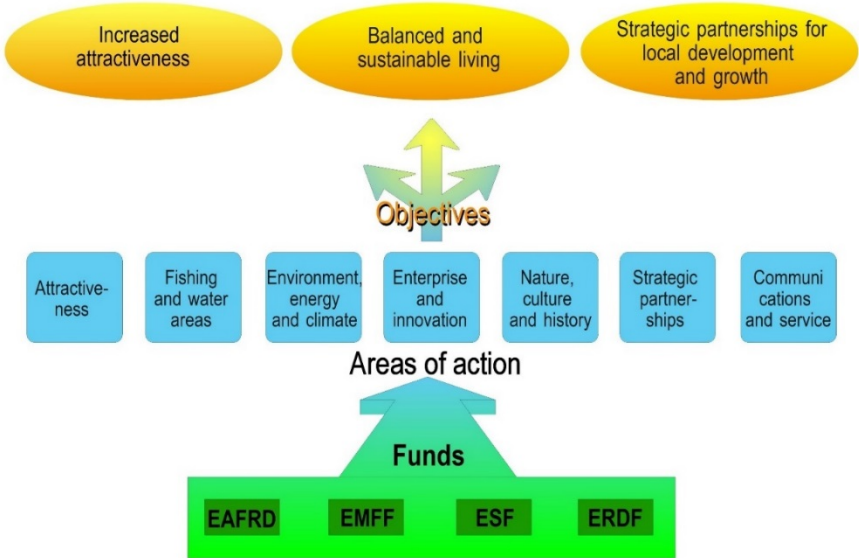 Increased
attractiveness
Balanced and
sustainable living
Strategic partnerships for
local development
and growth
Objectives
Attractive-
ness
Fishing
and water
areas
Environment,
energy
and climate
Enterprise
and
innovation
Nature,
culture
and history
Strategic
partner-
ships
Communi
cations
and service
Areas of action
Funds
EAFRD EMFF ESF ERDF